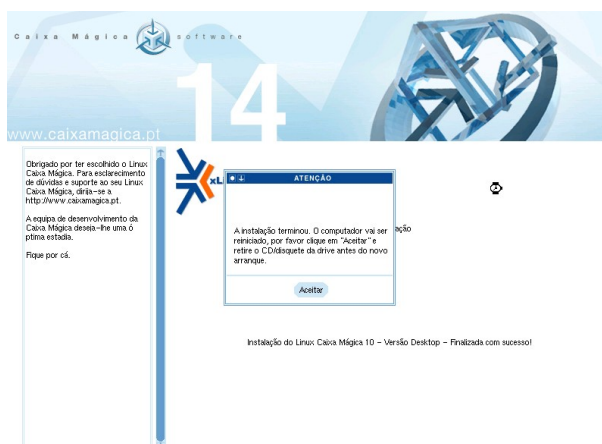 Caixa Mágica software
14
www.caixamagica.pt
Obrigado por ter escolhido o Linux
Caixa Mágica. Para esclarecimento
de dúvidas e suporte ao seu Linux
Caixa Mágica, dirija-se a
http://www.caixamagica.pt.
A equipa de desenvolvimento da
Caixa Mágica deseja-lhe uma ó
ptima estadia.
Fique por cá.
xL
ATENÇÃO
A instalação terminou. O computador vai ser
reiniciado, por favor clique em "Aceitar" e
retire o CD/disquete da drive antes do novo
arranque.
ação
Aceitar
Instalação do Linux Caixa Mágica 10 - Versão Desktop - Finalizada com sucesso!